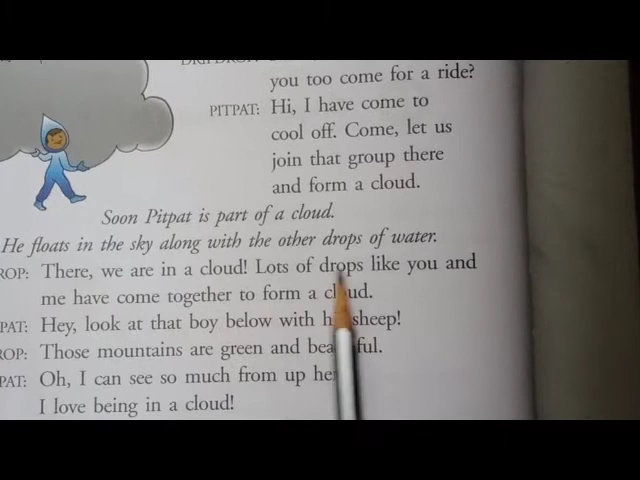 you too come for a ride?
PITPAT: Hi, I have come to
cool off. Come, let us
join that group there
and form a cloud.
Soon Pitpat is part of a cloud.
He floats in the sky along with the other drops of water.
ROP: There, we are in a cloud! Lots of drops like you and
me have come together to form a cloud.
PAT: Hey, look at that boy below with h sheep!
ROP: Those mountains are green and bea ful.
PAT: Oh, I can see so much from up he
I love being in a cloud!